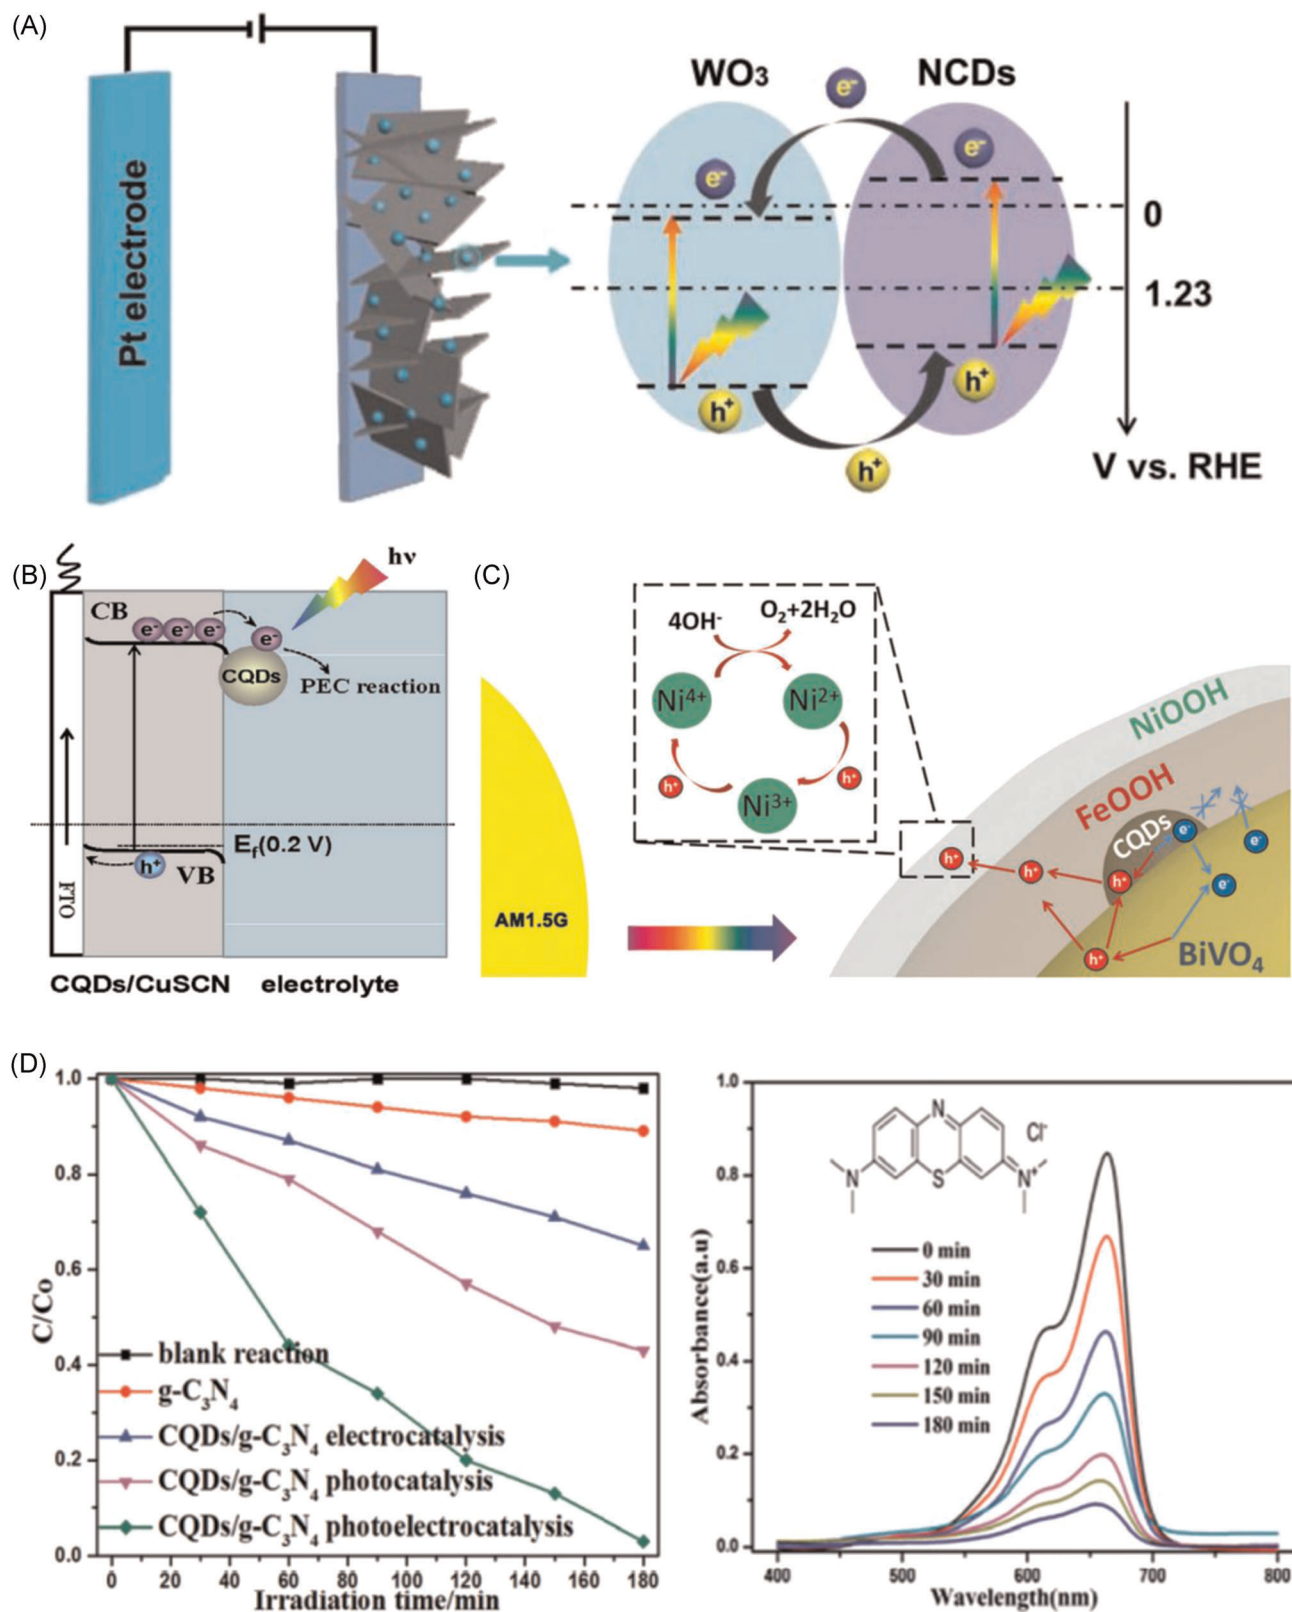 (A)
Pt electrode
WO₃
NCDs
e⁻
e⁻
e⁻
0
1.23
h⁺
h⁺
h⁺
V vs. RHE
(B)
hν
CB
e⁻ e⁻ e⁻ e⁻
CQDs
PEC reaction
E_f(0.2 V)
h⁺
VB
FTO
CQDs/CuSCN electrolyte
(C)
4OH⁻
O₂+2H₂O
Ni⁴⁺
Ni²⁺
h⁺
h⁺
Ni³⁺
AM1.5G
NiOOH
FeOOH
CQDs
e⁻
e⁻
h⁺
h⁺
h⁺
e⁻
h⁺
BiVO₄
(D)
1.0
0.8
0.6
0.4
0.2
0.0
C/Co
blank reaction
g-C₃N₄
CQDs/g-C₃N₄ electrocatalysis
CQDs/g-C₃N₄ photocatalysis
CQDs/g-C₃N₄ photoelectrocatalysis
0 20 40 60 80 100 120 140 160 180
Irradiation time/min
1.0
0.8
0.6
0.4
0.2
0.0
Absorbance(a.u)
N
Cl⁻
N
S
N⁺
0 min
30 min
60 min
90 min
120 min
150 min
180 min
400 500 600 700 800
Wavelength(nm)